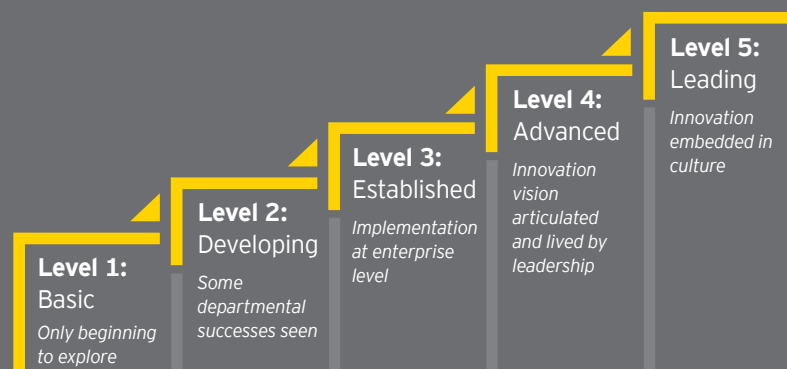 Level 1:
Basic
Only beginning
to explore
Level 2:
Developing
Some
departmental
successes seen
Level 3:
Established
Implementation
at enterprise
level
Level 4:
Advanced
Innovation
vision
articulated
and lived by
leadership
Level 5:
Leading
Innovation
embedded in
culture